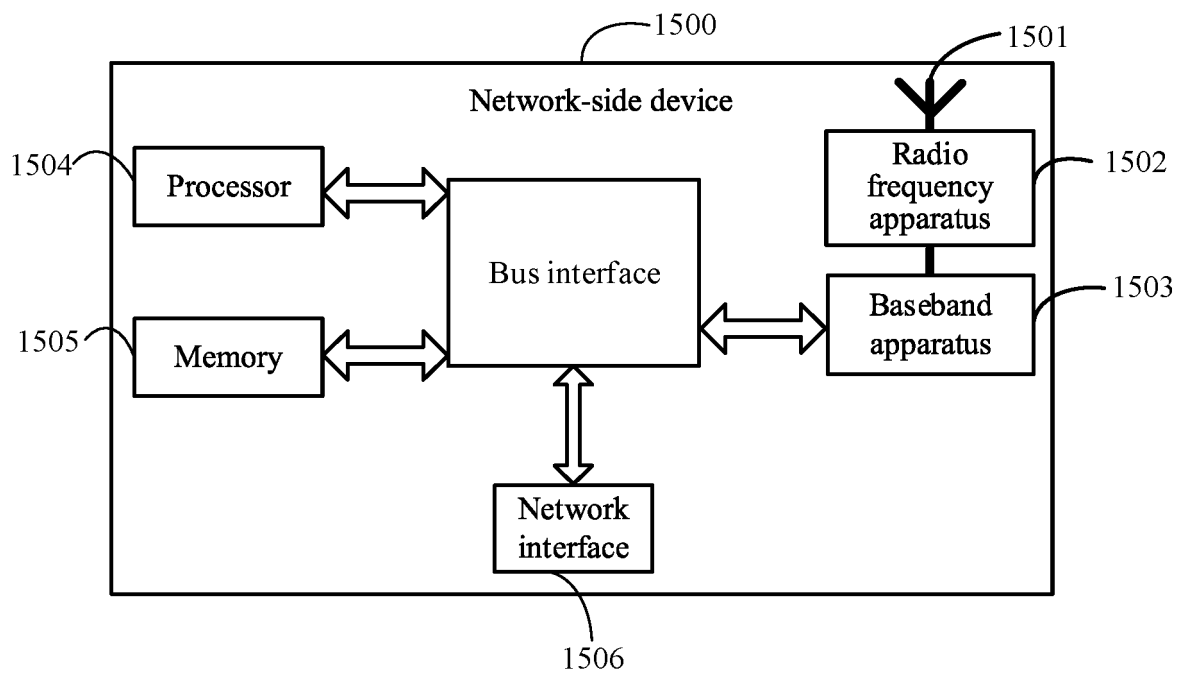 1500
1501
Network-side device
1504
Processor
Radio
frequency
apparatus
1502
Bus interface
1505
Memory
Baseband
apparatus
1503
Network
interface
1506